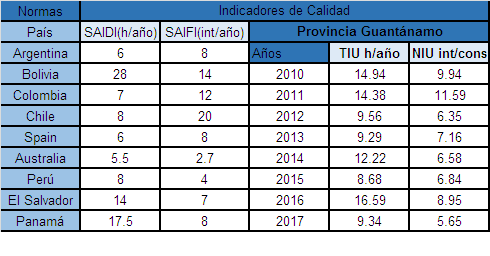 Normas Indicadores de Calidad
País SAIDI(h/año) SAIFI(int/año) Provincia Guantánamo
Argentina 6 8 Años TIU h/año NIU int/cons
Bolivia 28 14 2010 14.94 9.94
Colombia 7 12 2011 14.38 11.59
Chile 8 20 2012 9.56 6.35
Spain 6 8 2013 9.29 7.16
Australia 5.5 2.7 2014 12.22 6.58
Perú 8 4 2015 8.68 6.84
El Salvador 14 7 2016 16.59 8.95
Panamá 17.5 8 2017 9.34 5.65